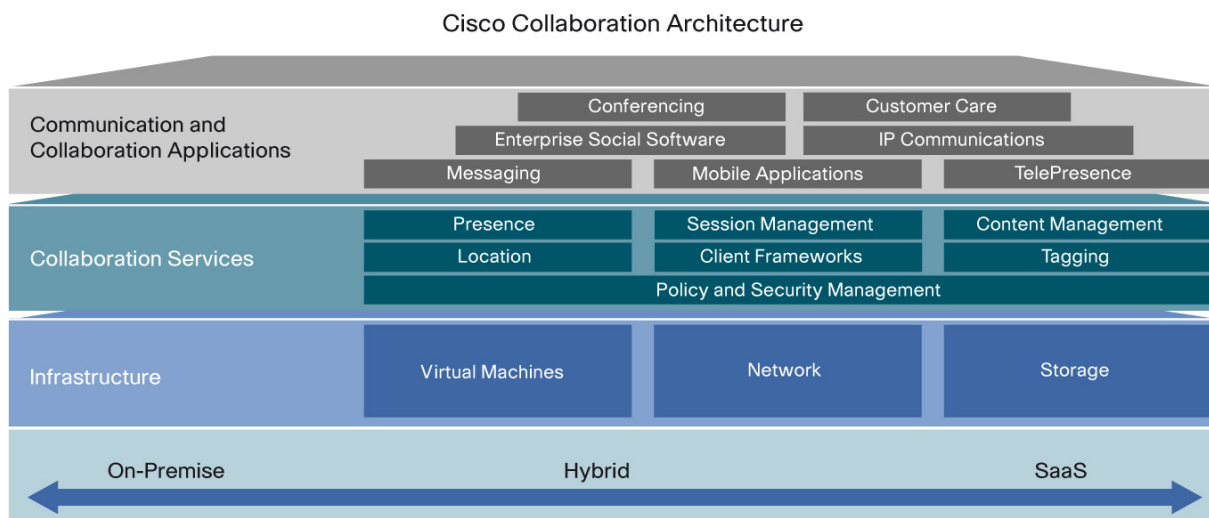 Cisco Collaboration Architecture
Communication and
Collaboration Applications
Conferencing
Customer Care
Enterprise Social Software
IP Communications
Messaging
Mobile Applications
TelePresence
Collaboration Services
Presence
Session Management
Content Management
Location
Client Frameworks
Tagging
Policy and Security Management
Infrastructure
Virtual Machines
Network
Storage
On-Premise
Hybrid
SaaS